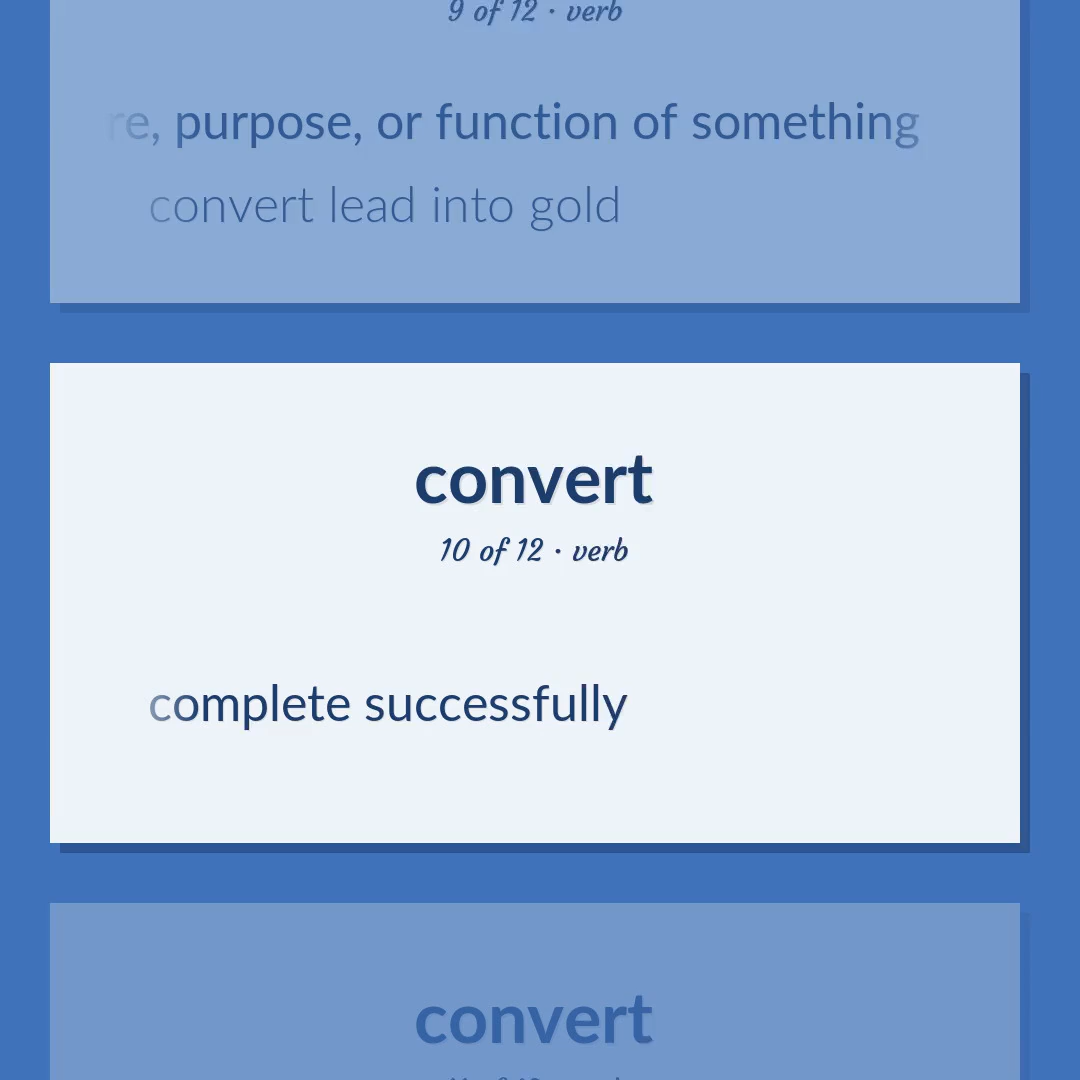 9 of 12 · verb
re, purpose, or function of something
convert lead into gold
convert
10 of 12 · verb
complete successfully
convert